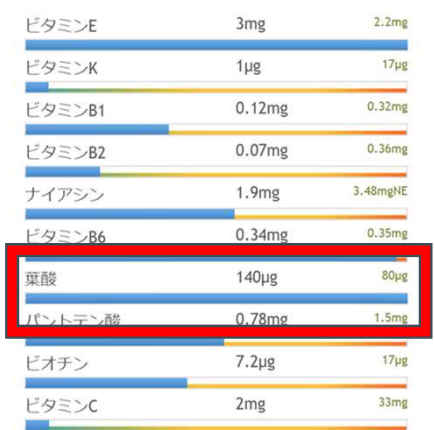 ビタミンE 3mg 2.2mg
ビタミンK 1μg 17μg
ビタミンB1 0.12mg 0.32mg
ビタミンB2 0.07mg 0.36mg
ナイアシン 1.9mg 3.48mgNE
ビタミンB6 0.34mg 0.35mg
葉酸 140μg 80μg
パントテン酸 0.78mg 1.5mg
ビオチン 7.2μg 17μg
ビタミンC 2mg 33mg